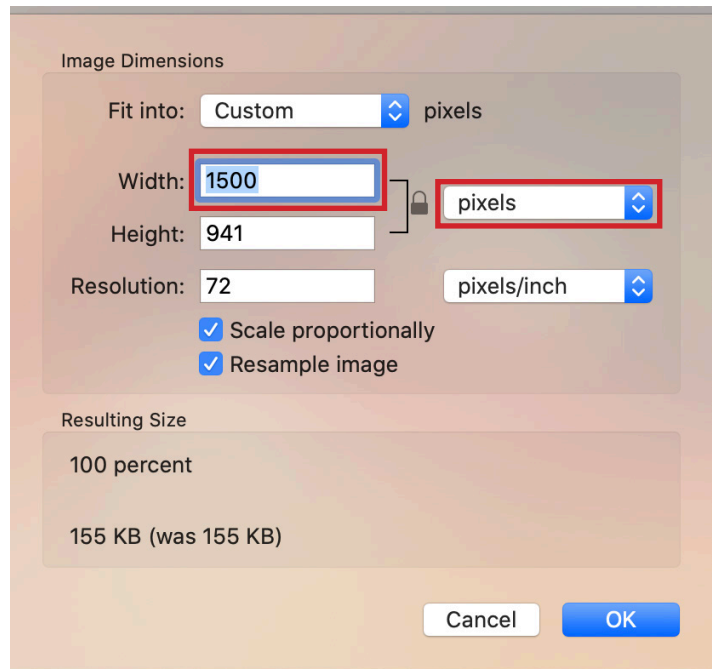 Image Dimensions
Fit into: Custom pixels
Width: 1500
pixels
Height: 941
Resolution: 72 pixels/inch
Scale proportionally
Resample image
Resulting Size
100 percent
155 KB (was 155 KB)
Cancel OK